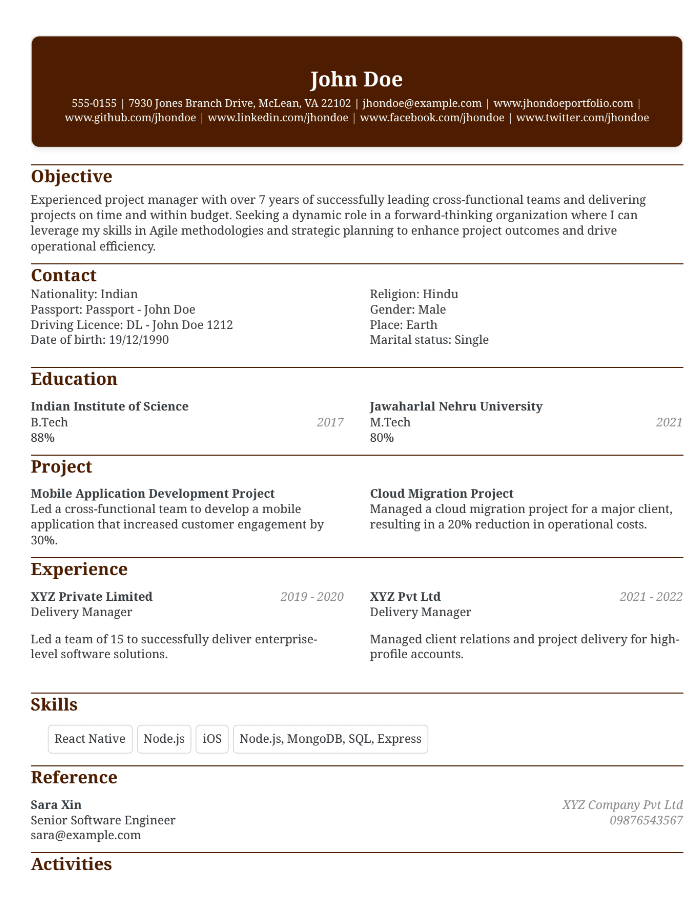 John Doe
555-0155 | 7930 Jones Branch Drive, McLean, VA 22102 | jhondoe@example.com | www.jhondoeportfolio.com |
www.github.com/jhondoe | www.linkedin.com/jhondoe | www.facebook.com/jhondoe | www.twitter.com/jhondoe
Objective
Experienced project manager with over 7 years of successfully leading cross-functional teams and delivering
projects on time and within budget. Seeking a dynamic role in a forward-thinking organization where I can
leverage my skills in Agile methodologies and strategic planning to enhance project outcomes and drive
operational efficiency.
Contact
Nationality: Indian
Passport: Passport - John Doe
Driving Licence: DL - John Doe 1212
Date of birth: 19/12/1990
Religion: Hindu
Gender: Male
Place: Earth
Marital status: Single
Education
Indian Institute of Science
B.Tech 2017
88%
Jawaharlal Nehru University
M.Tech 2021
80%
Project
Mobile Application Development Project
Led a cross-functional team to develop a mobile
application that increased customer engagement by
30%.
Cloud Migration Project
Managed a cloud migration project for a major client,
resulting in a 20% reduction in operational costs.
Experience
XYZ Private Limited 2019 - 2020
Delivery Manager
Led a team of 15 to successfully deliver enterprise-
level software solutions.
XYZ Pvt Ltd 2021 - 2022
Delivery Manager
Managed client relations and project delivery for high-
profile accounts.
Skills
React Native Node.js iOS Node.js, MongoDB, SQL, Express
Reference
Sara Xin XYZ Company Pvt Ltd
Senior Software Engineer 09876543567
sara@example.com
Activities